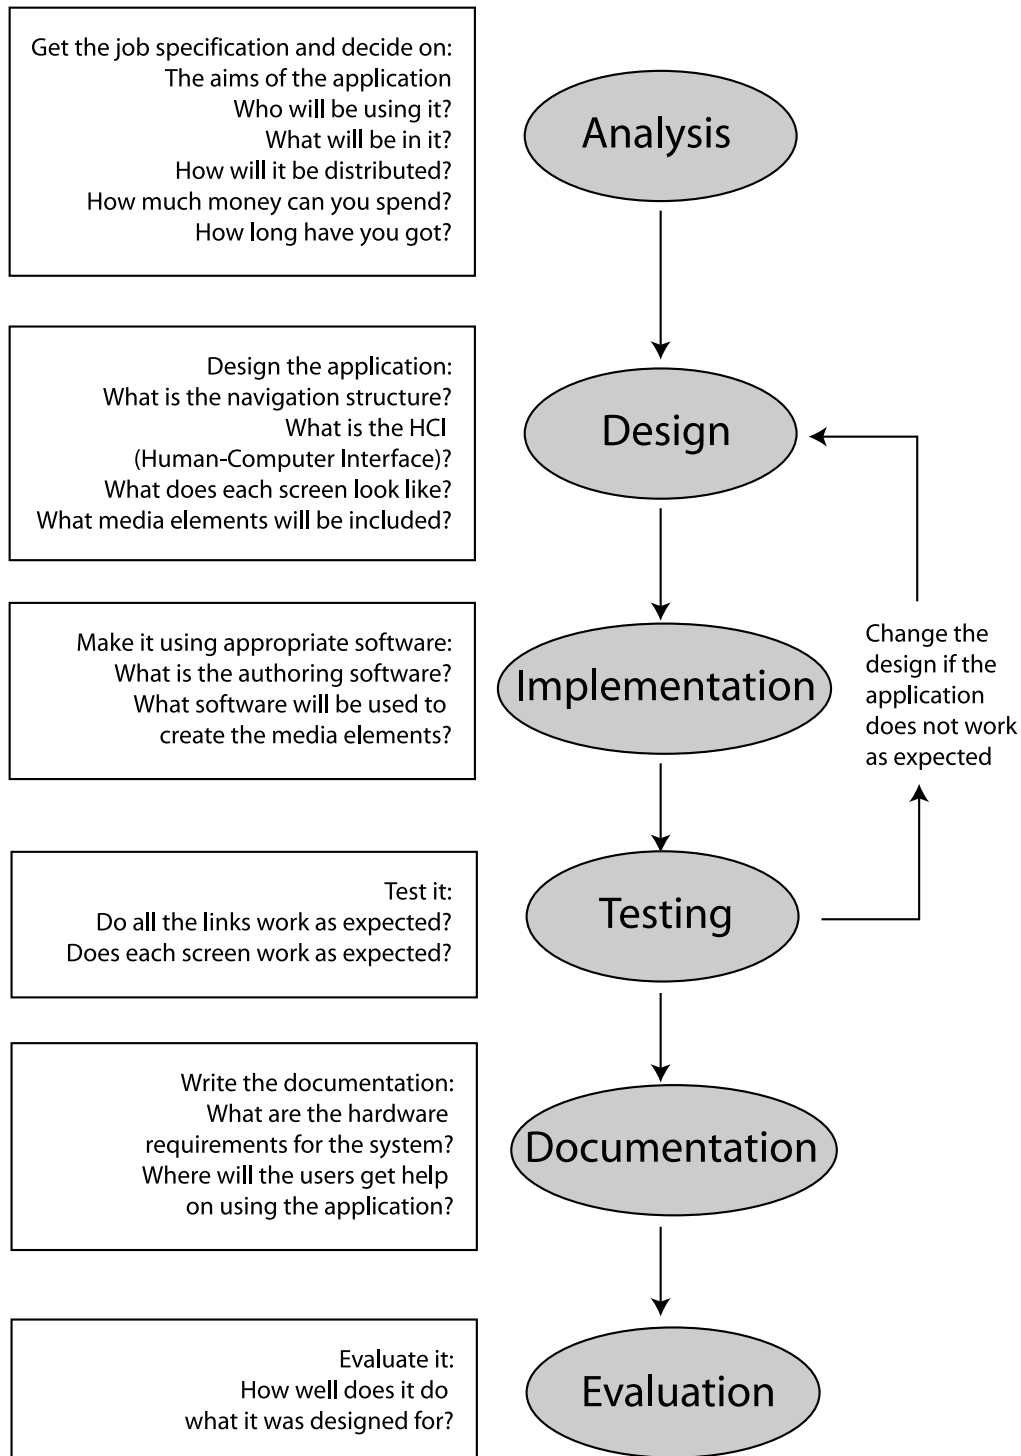 Get the job specification and decide on:
The aims of the application
Who will be using it?
What will be in it?
How will it be distributed?
How much money can you spend?
How long have you got?
Analysis
Design the application:
What is the navigation structure?
What is the HCI
(Human-Computer Interface)?
What does each screen look like?
What media elements will be included?
Design
Make it using appropriate software:
What is the authoring software?
What software will be used to
create the media elements?
Implementation
Change the
design if the
application
does not work
as expected
Test it:
Do all the links work as expected?
Does each screen work as expected?
Testing
Write the documentation:
What are the hardware
requirements for the system?
Where will the users get help
on using the application?
Documentation
Evaluate it:
How well does it do
what it was designed for?
Evaluation